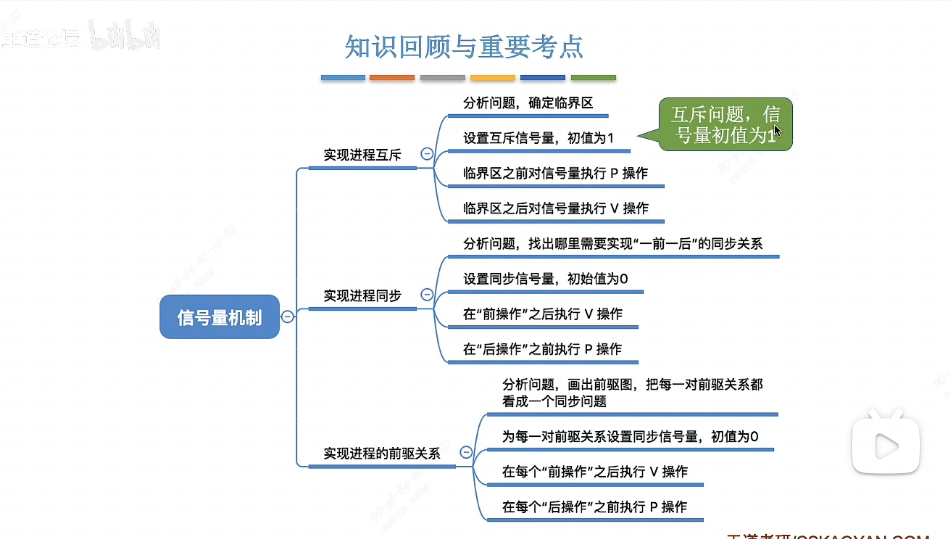 bilibili
知识回顾与重要考点
分析问题，确定临界区
互斥问题，信
号量初值为1
设置互斥信号量，初值为1
实现进程互斥
临界区之前对信号量执行 P 操作
临界区之后对信号量执行 V 操作
分析问题，找出哪里需要实现“一前一后”的同步关系
设置同步信号量，初始值为0
实现进程同步
信号量机制
在“前操作”之后执行 V 操作
在“后操作”之前执行 P 操作
分析问题，画出前驱图，把每一对前驱关系都
看成一个同步问题
为每一对前驱关系设置同步信号量，初值为0
实现进程的前驱关系
在每个“前操作”之后执行 V 操作
在每个“后操作”之前执行 P 操作